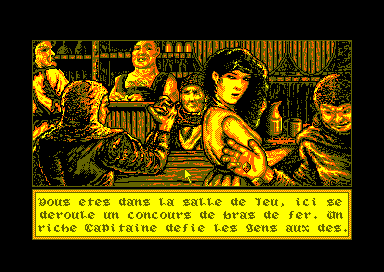 Vous etes dans la salle de Jeu, ici se
deroule un concours de bras de fer. Un
riche Capitaine defie les Gens aux des.